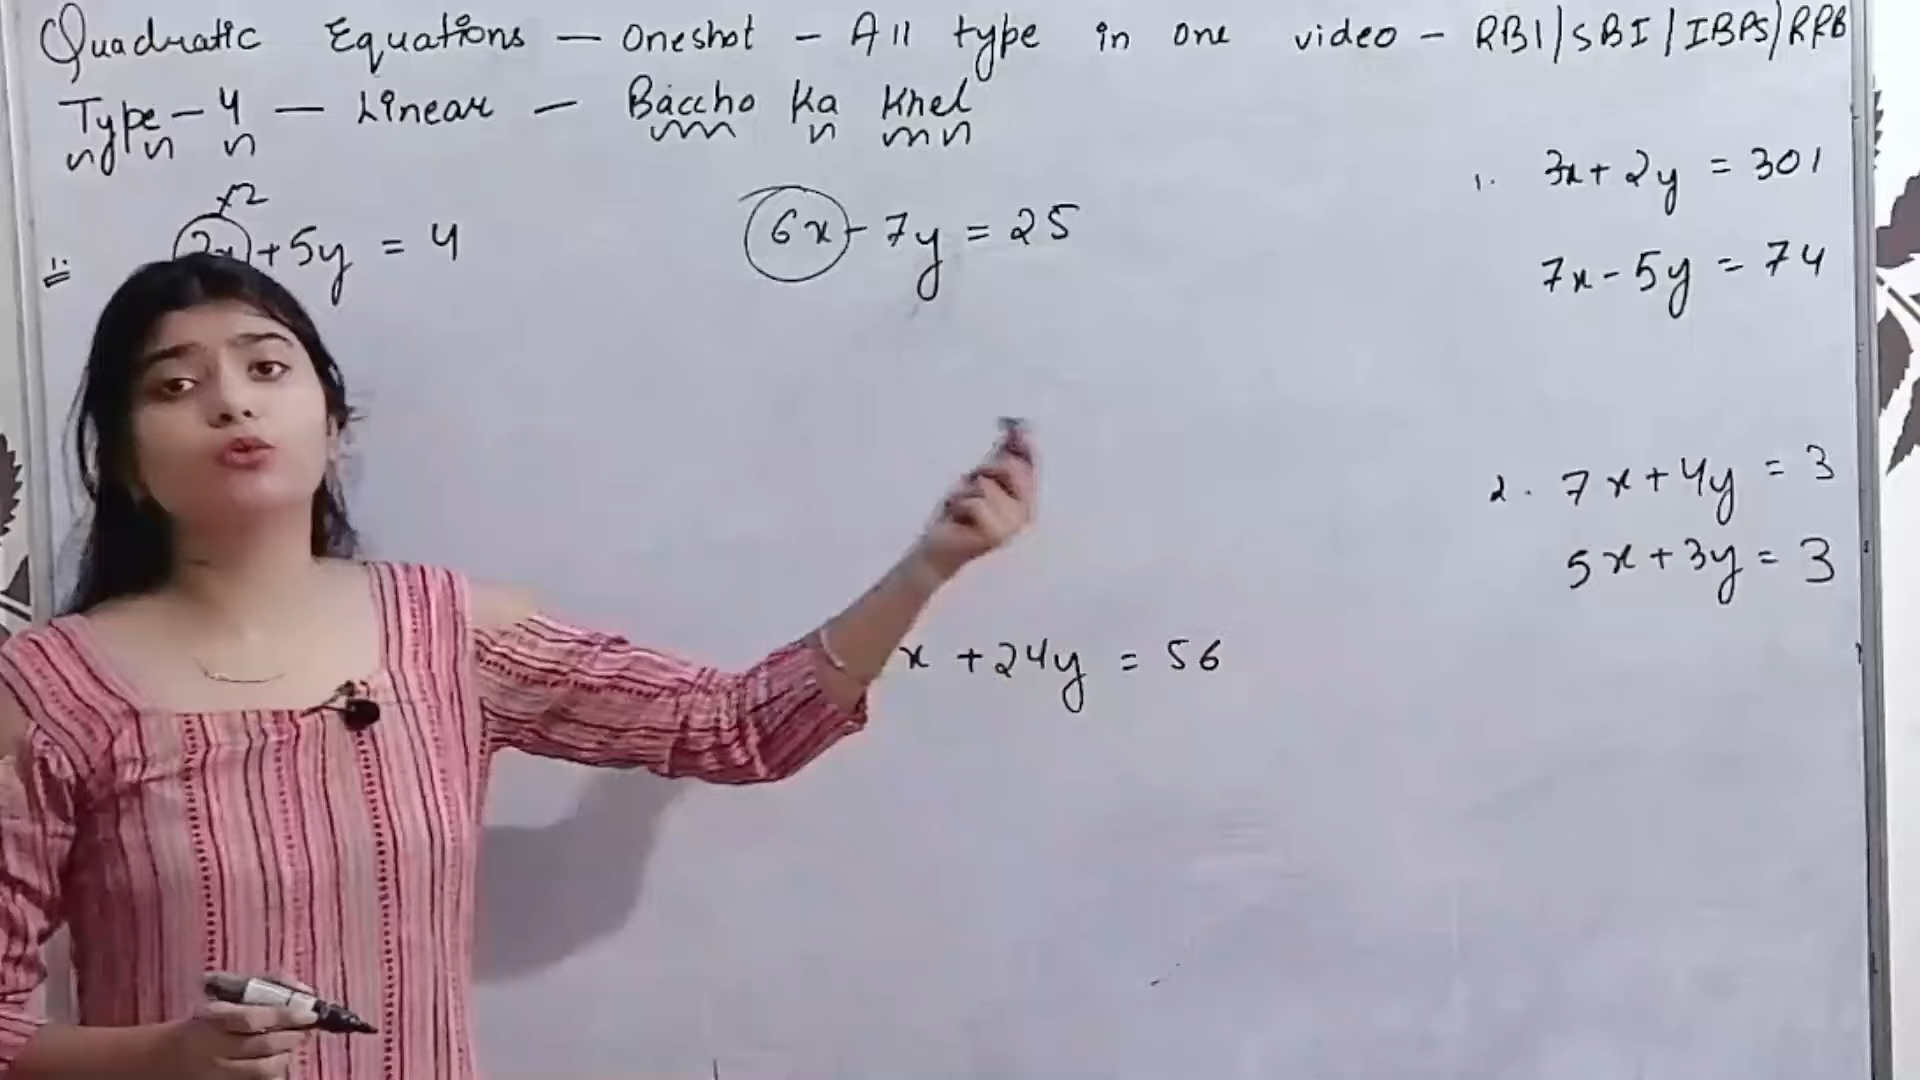 Quadratic Equations — Oneshot - All type in one video - RBI/SBI/IBPS/RRB
Type - 4 — Linear — Baccho Ka Khel
x2
1. +5y = 4
6x - 7y = 25
x + 24y = 56
1. 3x + 2y = 301
7x - 5y = 74
2. 7x + 4y = 3
5x + 3y = 3